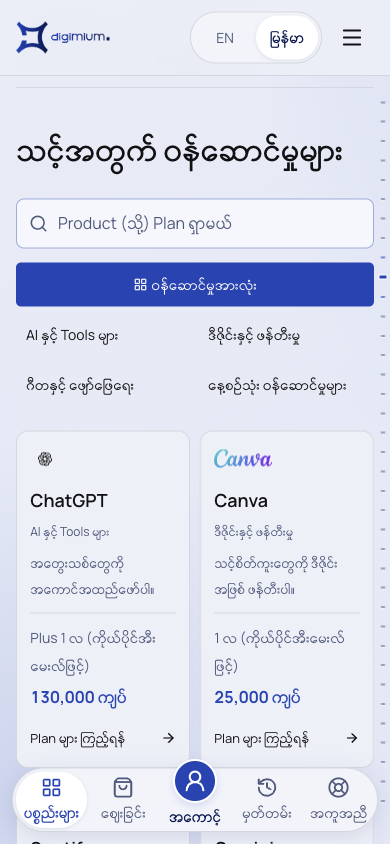 digimium.
EN
မြန်မာ
သင့်အတွက် ဝန်ဆောင်မှုများ
Product (သို့) Plan ရှာမယ်
ဝန်ဆောင်မှုအားလုံး
AI နှင့် Tools များ
ဒီဇိုင်းနှင့် ဖန်တီးမှု
ဂီတနှင့် ဖျော်ဖြေရေး
နေ့စဉ်သုံး ဝန်ဆောင်မှုများ
ChatGPT
AI နှင့် Tools များ
အတွေးသစ်တွေကို
အကောင်အထည်ဖော်ပါ။
Plus 1 လ (ကိုယ်ပိုင်အီး
မေးလ်ဖြင့်)
130,000 ကျပ်
Plan များ ကြည့်ရန်
Canva
Canva
ဒီဇိုင်းနှင့် ဖန်တီးမှု
သင့်စိတ်ကူးတွေကို ဒီဇိုင်း
အဖြစ် ဖန်တီးပါ။
1 လ (ကိုယ်ပိုင်အီးမေးလ်
ဖြင့်)
25,000 ကျပ်
Plan များ ကြည့်ရန်
ပစ္စည်းများ
ဈေးခြင်း
အကောင့်
မှတ်တမ်း
အကူအညီ